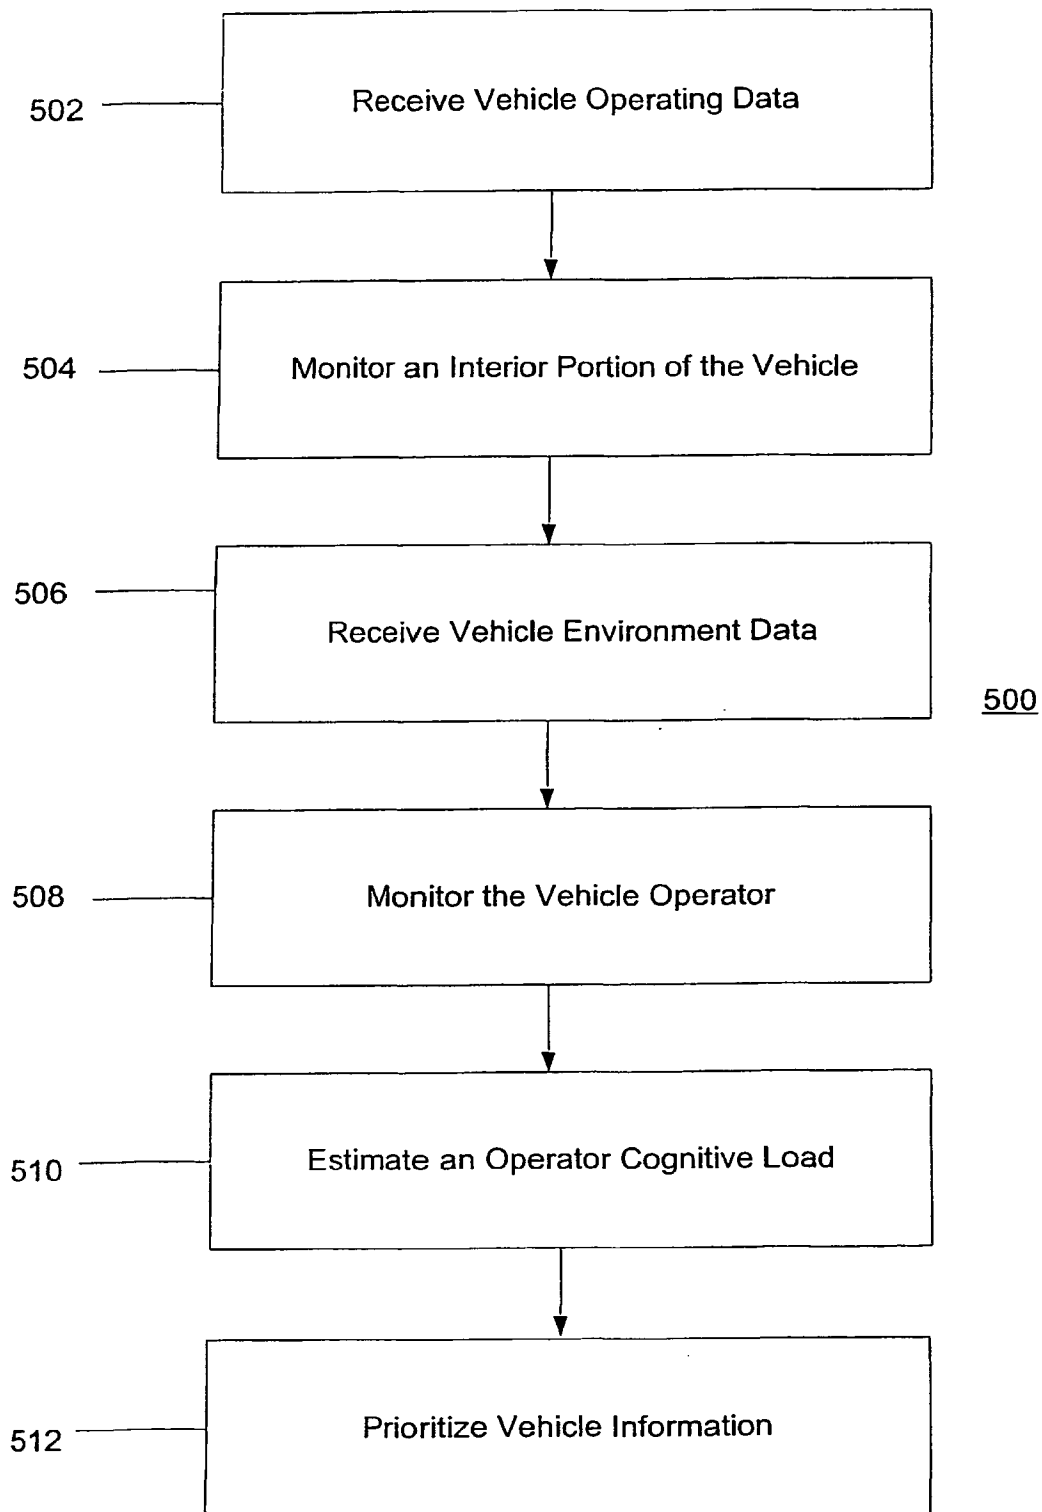 502
Receive Vehicle Operating Data
504
Monitor an Interior Portion of the Vehicle
506
Receive Vehicle Environment Data
500
508
Monitor the Vehicle Operator
510
Estimate an Operator Cognitive Load
512
Prioritize Vehicle Information